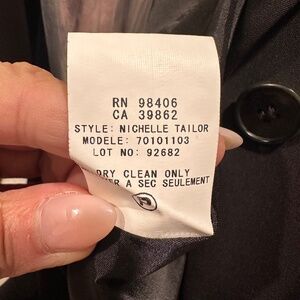 RN 98406
CA 39862
STYLE: NICHELLE TAILOR
MODELE: 70101103
LOT NO: 92682
DRY CLEAN ONLY
A SEC SEULEMENT
P